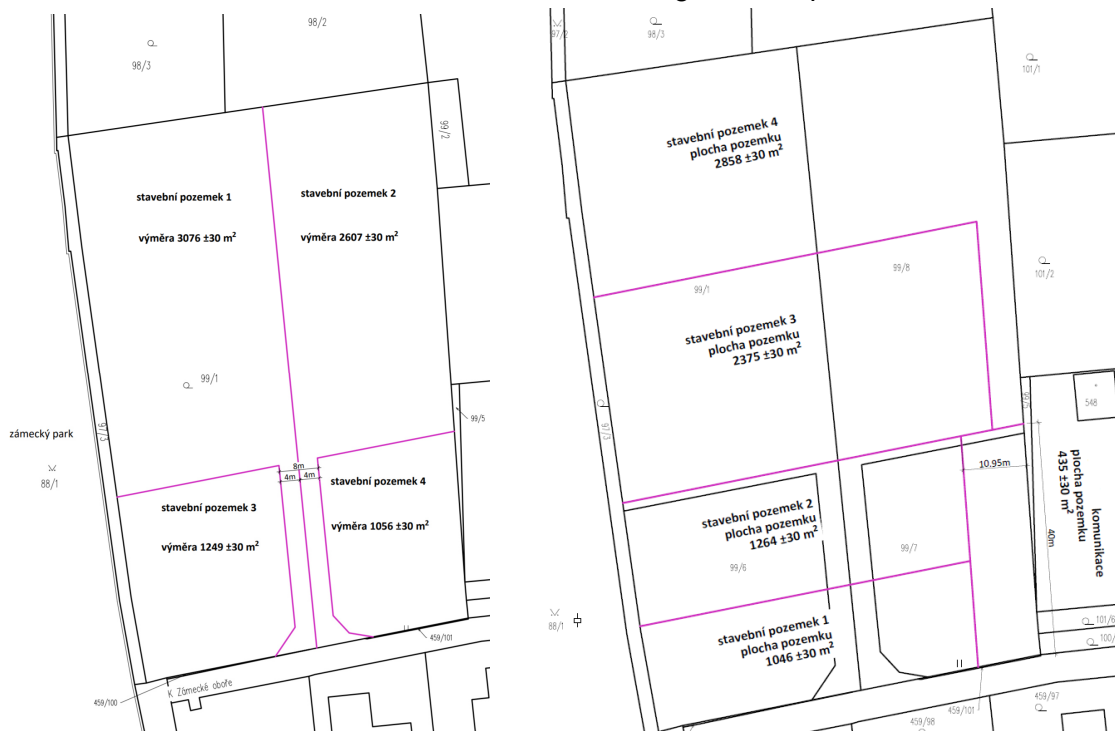 98/2
98/3
99/2
stavební pozemek 1
výměra 3076 ±30 m²
stavební pozemek 2
výměra 2607 ±30 m²
99/1
99/5
zámecký park
97/3
88/1
8m
4m
4m
stavební pozemek 3
výměra 1249 ±30 m²
stavební pozemek 4
výměra 1056 ±30 m²
459/101
K Zámecké oboře
459/100
97/2
98/3
101/1
stavební pozemek 4
plocha pozemku
2858 ±30 m²
99/8
101/2
99/1
stavební pozemek 3
plocha pozemku
2375 ±30 m²
99/5
548
97/3
10.95m
40m
komunikace
plocha pozemku
435 ±30 m²
stavební pozemek 2
plocha pozemku
1264 ±30 m²
99/7
99/6
88/1
101/6
100/
stavební pozemek 1
plocha pozemku
1046 ±30 m²
459/97
459/101
459/98